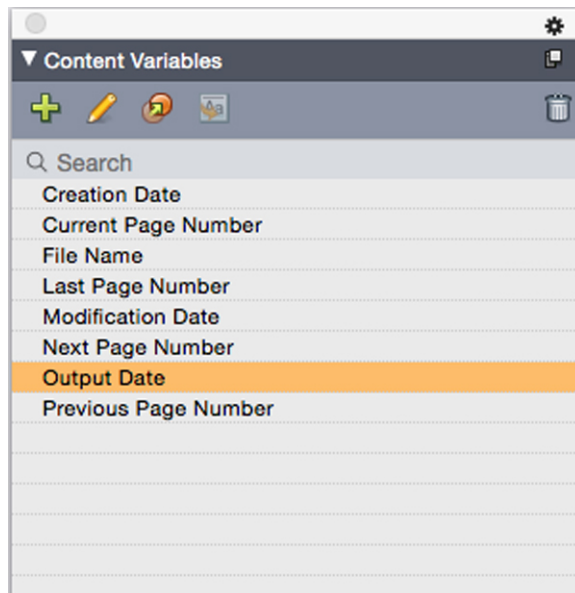 Content Variables
Aa
Search
Creation Date
Current Page Number
File Name
Last Page Number
Modification Date
Next Page Number
Output Date
Previous Page Number